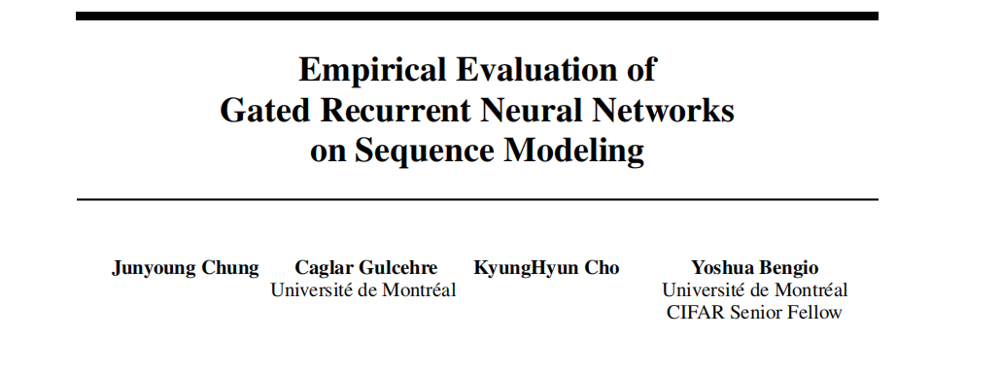 Empirical Evaluation of
Gated Recurrent Neural Networks
on Sequence Modeling
Junyoung Chung Caglar Gulcehre KyungHyun Cho Yoshua Bengio
Université de Montréal Université de Montréal
CIFAR Senior Fellow